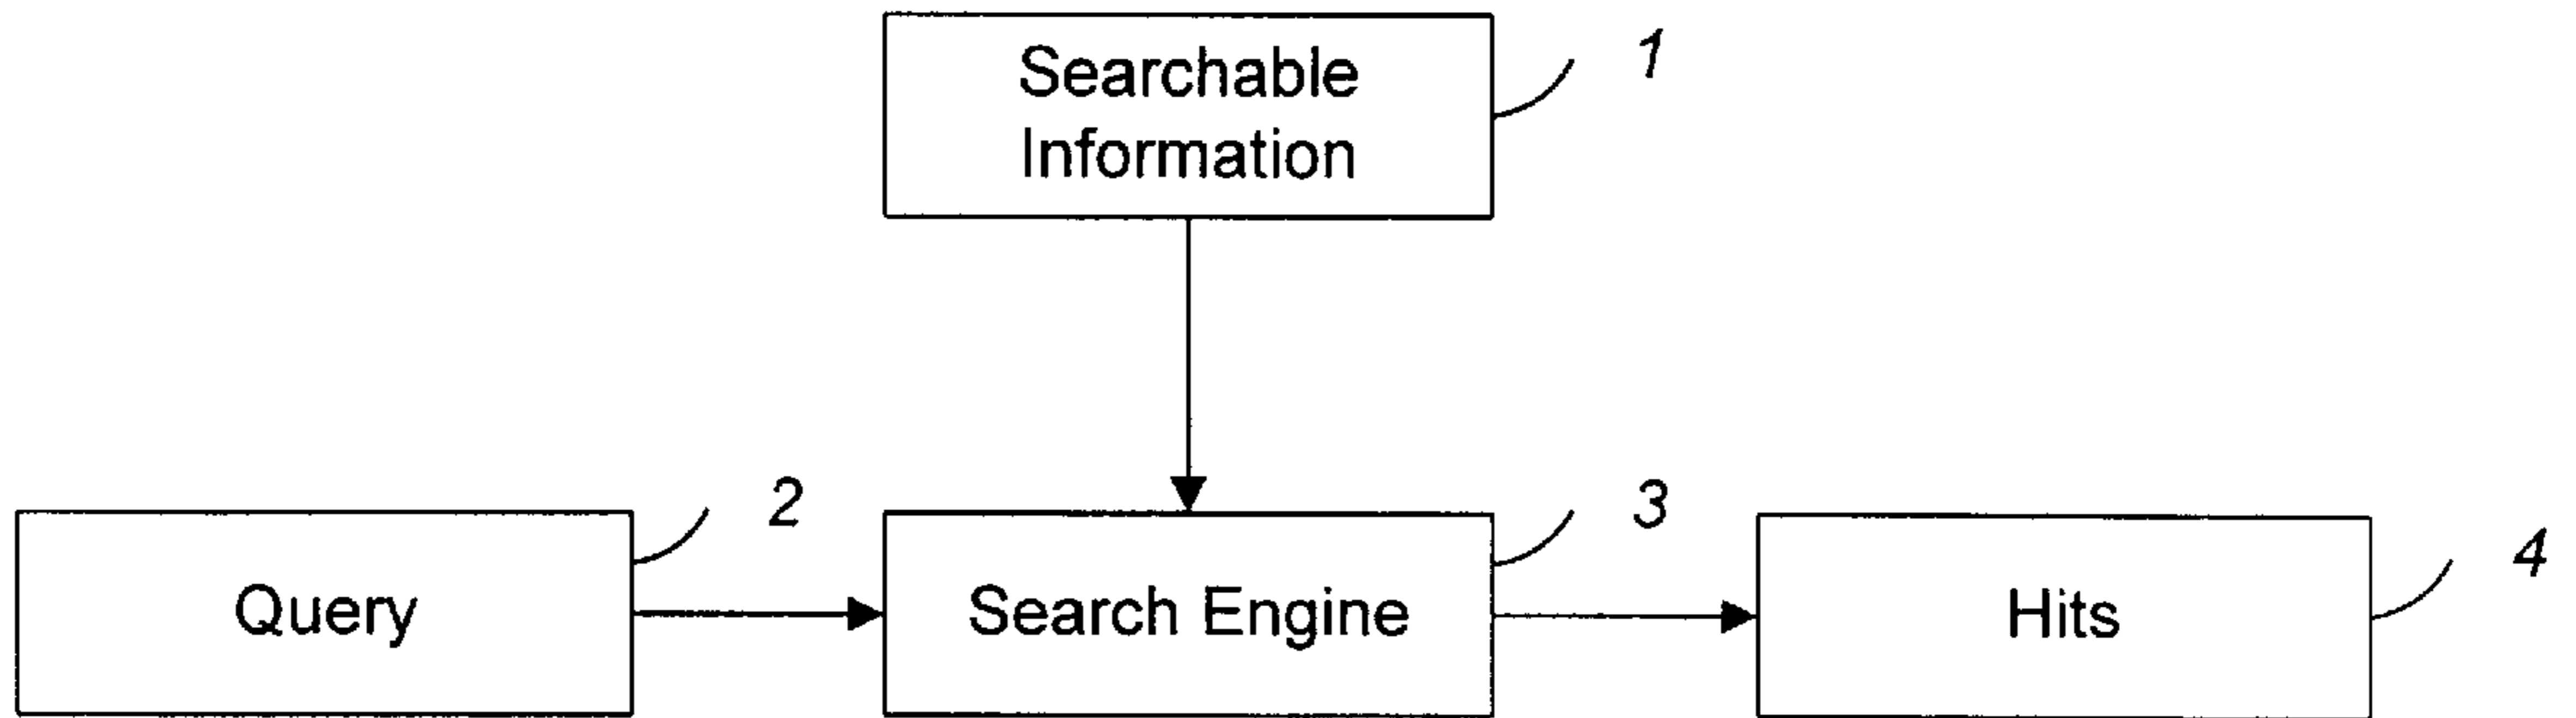 Searchable
Information
1
Query
2
Search Engine
3
Hits
4